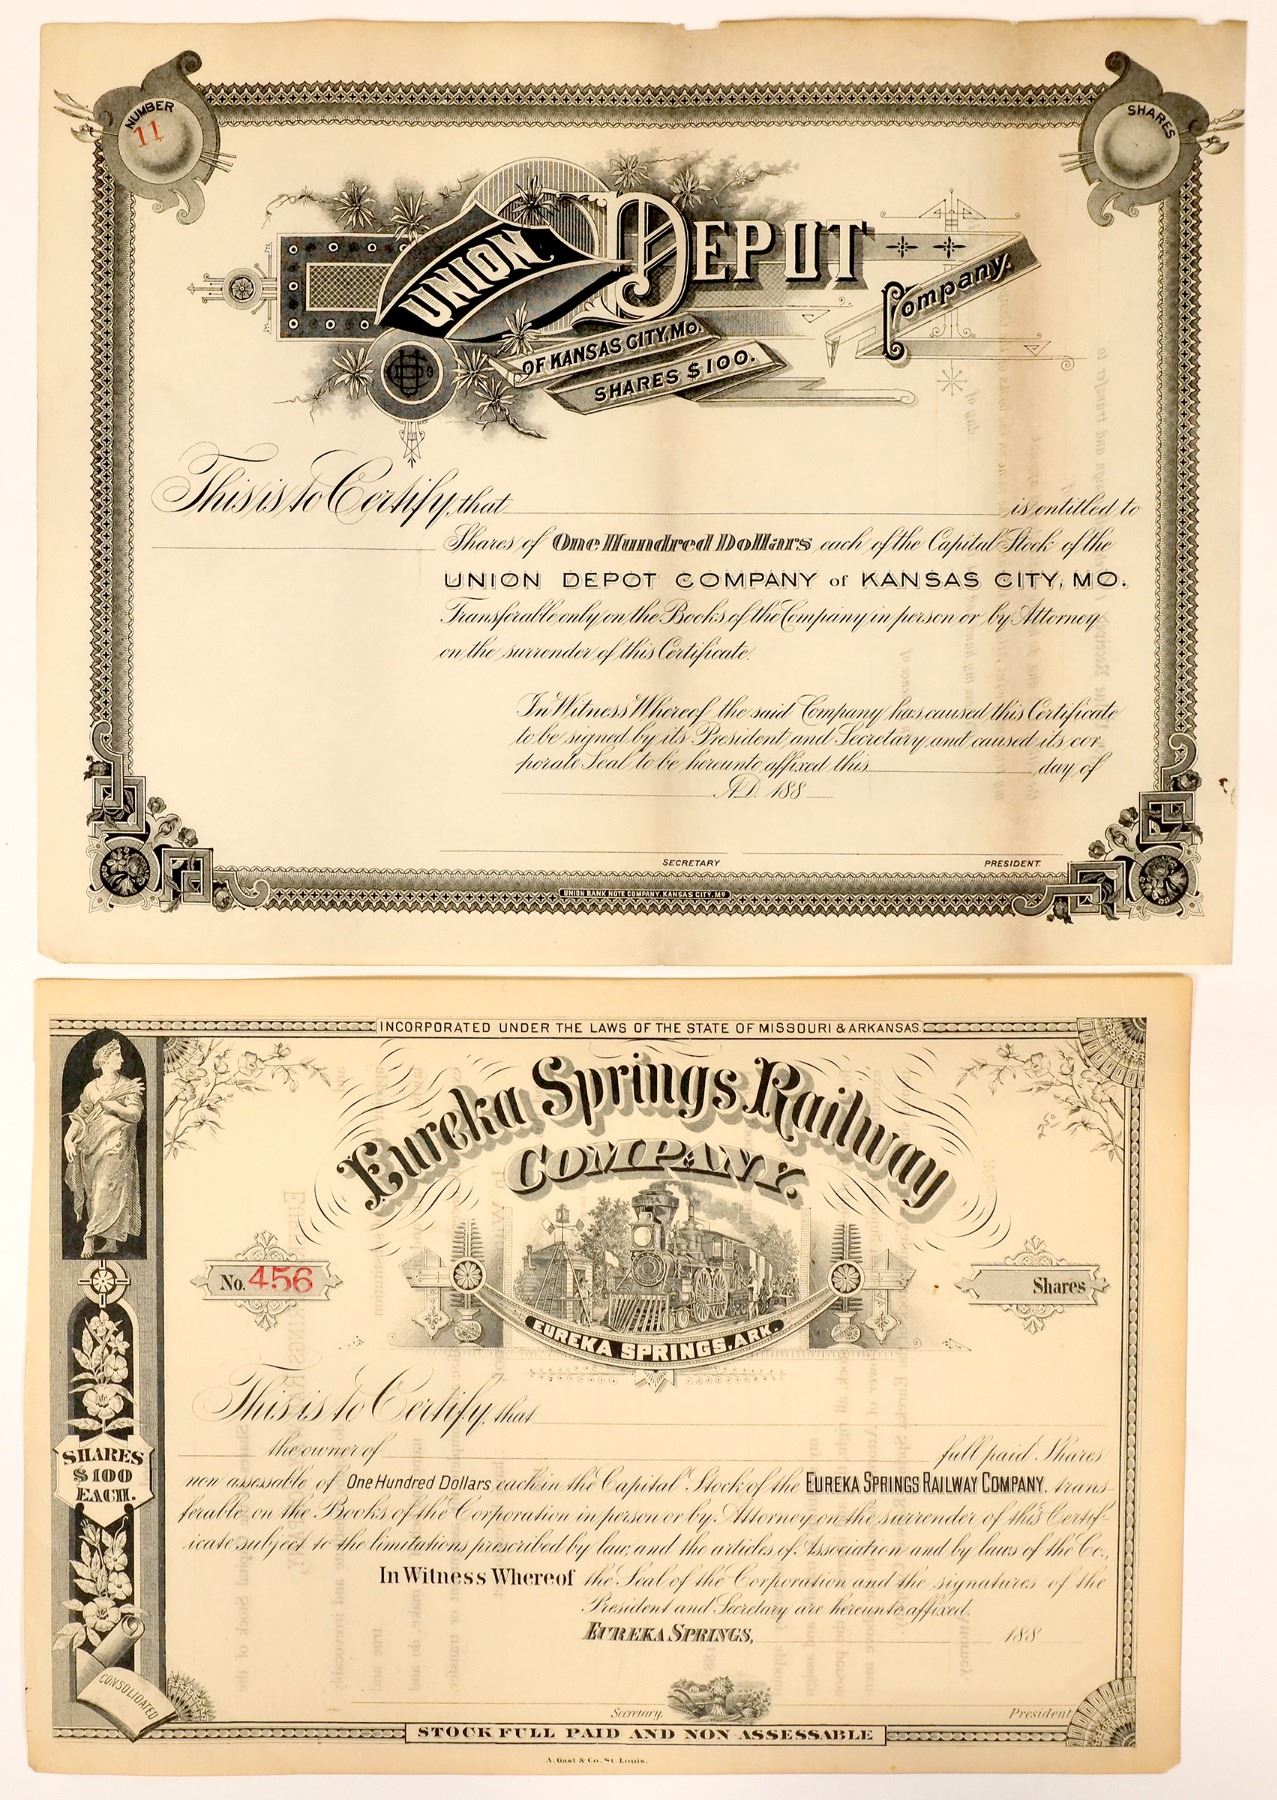 NUMBER
11
SHARES
UNION DEPOT Company.
OF KANSAS CITY, MO.
SHARES $100.
This is to Certify, that is entitled to
Shares of One Hundred Dollars each of the Capital Stock of the
UNION DEPOT COMPANY of KANSAS CITY, MO.
Transferable only on the Books of the Company in person or by Attorney
on the surrender of this Certificate.
In Witness Whereof the said Company has caused this Certificate
to be signed by its President and Secretary and caused its cor-
porate Seal to be hereunto affixed this day of
A.D. 188
SECRETARY PRESIDENT.
UNION BANK NOTE COMPANY, KANSAS CITY, MO
INCORPORATED UNDER THE LAWS OF THE STATE OF MISSOURI & ARKANSAS
Eureka Springs Railway
COMPANY.
No. 456
Shares
EUREKA SPRINGS, ARK.
This is to Certify, that
the owner of full paid Shares
non assessable of One Hundred Dollars each in the Capital Stock of the EUREKA SPRINGS RAILWAY COMPANY, trans-
ferable on the Books of the Corporation in person or by Attorney on the surrender of this Certif-
icate subject to the limitations prescribed by law, and the articles of Association and by laws of the Co.,
In Witness Whereof the Seal of the Corporation and the signatures of the
President and Secretary are hereunto affixed.
EUREKA SPRINGS, 188
SHARES
$100
EACH.
CONSOLIDATED
Secretary. President
STOCK FULL PAID AND NON ASSESSABLE
A. Gast & Co. St. Louis.